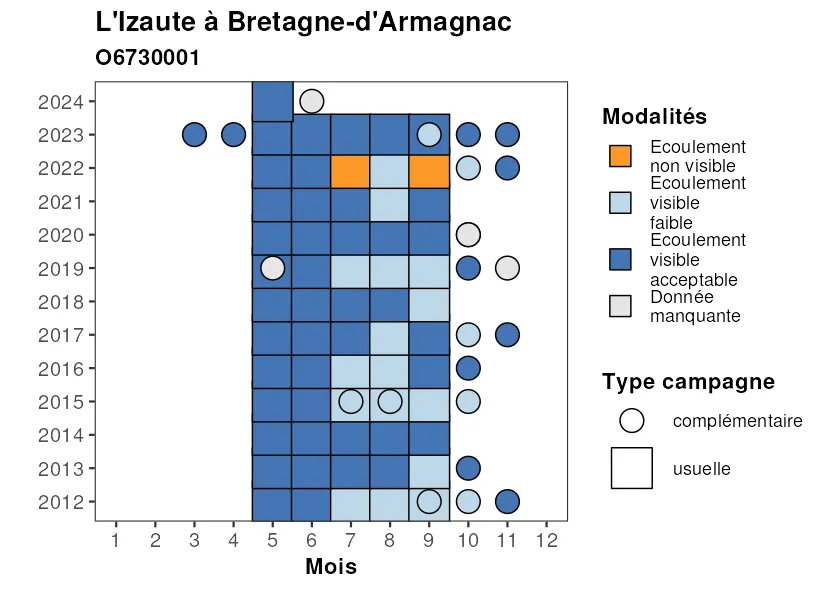 L'Izaute à Bretagne-d'Armagnac
O6730001
2024
2023
2022
2021
2020
2019
2018
2017
2016
2015
2014
2013
2012
1 2 3 4 5 6 7 8 9 10 11 12
Mois
Modalités
Ecoulement
non visible
Ecoulement
visible
faible
Ecoulement
visible
acceptable
Donnée
manquante
Type campagne
complémentaire
usuelle